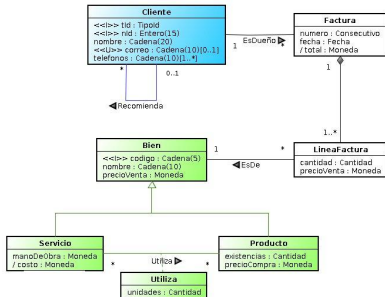 Cliente
<<I>> tId : TipoId
<<I>> nId : Entero(15)
nombre : Cadena(20)
<<U>> correo : Cadena(10)[0..1]
telefonos : Cadena(10)[1..*]
EsDueño
1
*
Factura
numero : Consecutivo
fecha : Fecha
/ total : Moneda
*
0..1
Recomienda
1
1..*
Bien
<<I>> codigo : Cadena(5)
nombre : Cadena(10)
precioVenta : Moneda
1
*
EsDe
LineaFactura
cantidad : Cantidad
precioVenta : Moneda
Servicio
manoDeObra : Moneda
/ costo : Moneda
*
Utiliza
*
Producto
existencias : Cantidad
precioCompra : Moneda
Utiliza
unidades : Cantidad